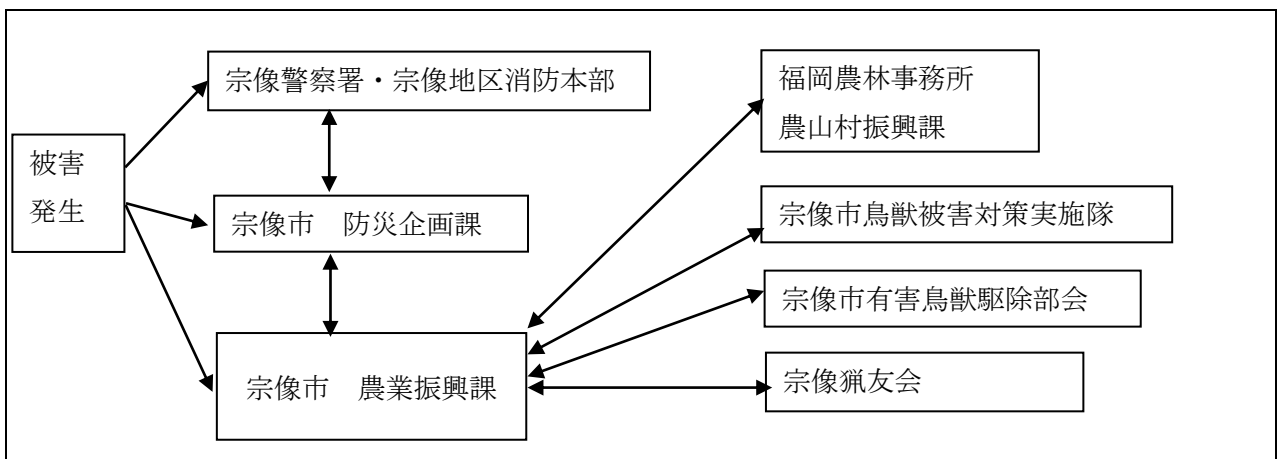 被害
発生
宗像警察署・宗像地区消防本部
宗像市　防災企画課
宗像市　農業振興課
福岡農林事務所
農山村振興課
宗像市鳥獣被害対策実施隊
宗像市有害鳥獣駆除部会
宗像猟友会